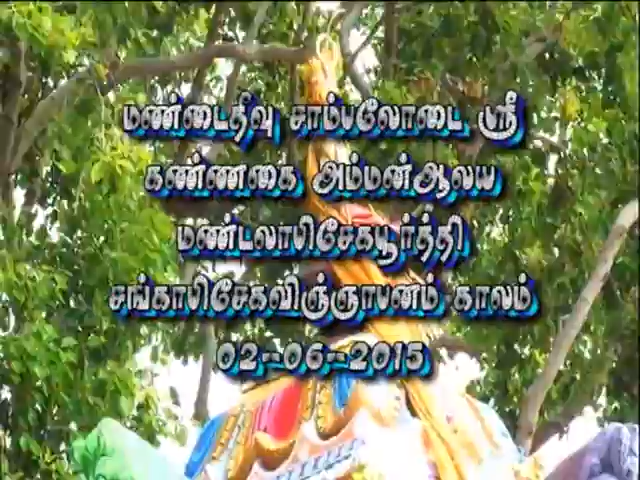 மண்டைதீவு சாம்பலோடை ஸ்ரீ
கண்ணகை அம்மன்ஆலய
மண்டலாபிசேகபூர்த்தி
சங்காபிசேகவிஞ்ஞாபனம் காலம்
02-06-2015